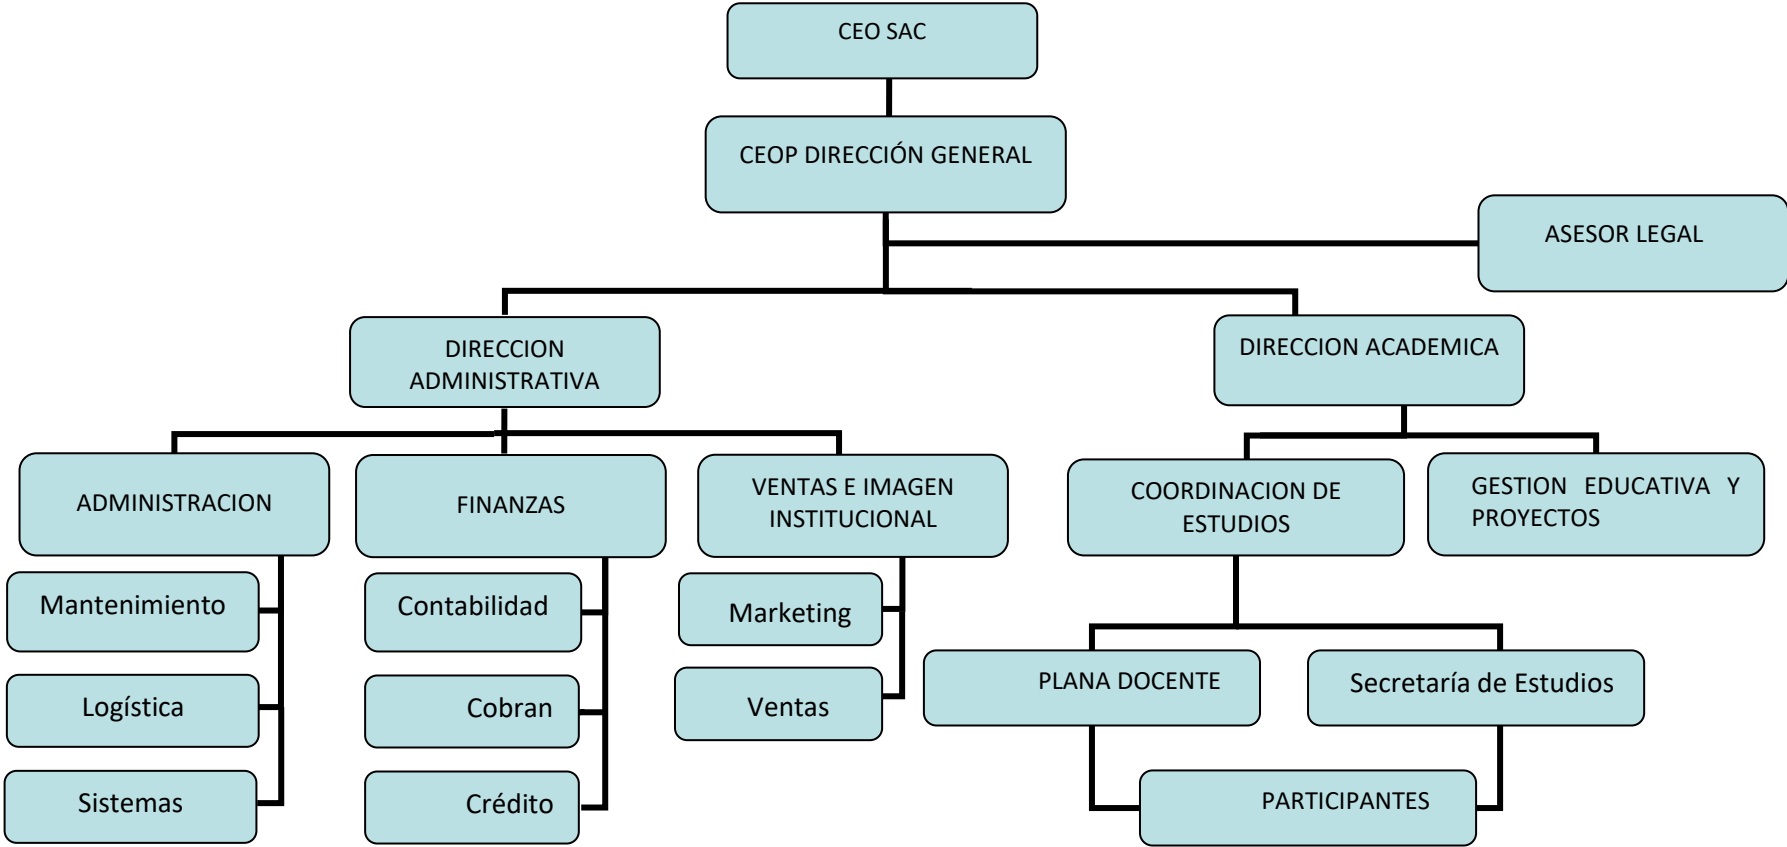 CEO SAC
CEOP DIRECCIÓN GENERAL
ASESOR LEGAL
DIRECCION
ADMINISTRATIVA
DIRECCION ACADEMICA
ADMINISTRACION
FINANZAS
VENTAS E IMAGEN
INSTITUCIONAL
COORDINACION DE
ESTUDIOS
GESTION EDUCATIVA Y
PROYECTOS
Mantenimiento
Contabilidad
Marketing
Logística
Cobran
Ventas
PLANA DOCENTE
Secretaría de Estudios
Sistemas
Crédito
PARTICIPANTES